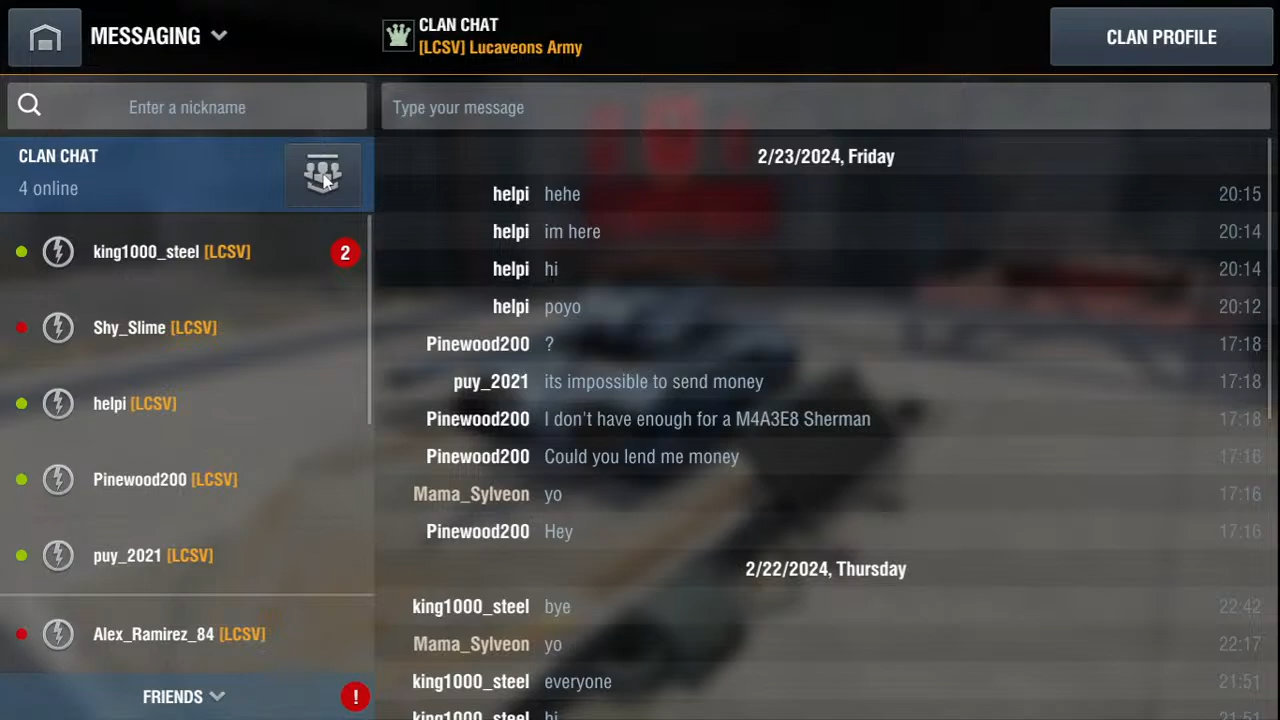 MESSAGING
CLAN CHAT
[LCSV] Lucaveons Army
CLAN PROFILE
Enter a nickname
Type your message
CLAN CHAT
4 online
king1000_steel [LCSV]
2
Shy_Slime [LCSV]
helpi [LCSV]
Pinewood200 [LCSV]
puy_2021 [LCSV]
Alex_Ramirez_84 [LCSV]
FRIENDS
!
2/23/2024, Friday
helpi hehe 20:15
helpi im here 20:14
helpi hi 20:14
helpi poyo 20:12
Pinewood200 ? 17:18
puy_2021 its impossible to send money 17:18
Pinewood200 I don't have enough for a M4A3E8 Sherman 17:18
Pinewood200 Could you lend me money 17:16
Mama_Sylveon yo 17:16
Pinewood200 Hey 17:16
2/22/2024, Thursday
king1000_steel bye 22:42
Mama_Sylveon yo 22:17
king1000_steel everyone 21:51
king1000_steel hi 21:51